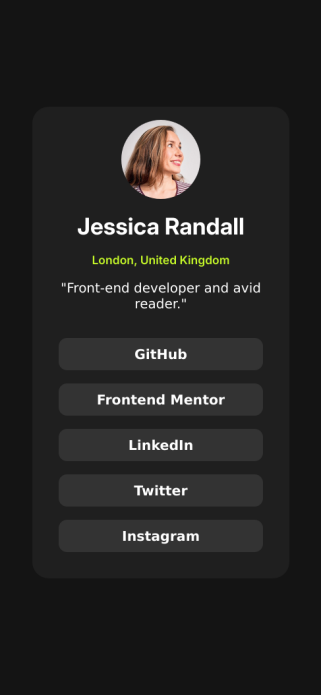 Jessica Randall
London, United Kingdom
"Front-end developer and avid
reader."
GitHub
Frontend Mentor
LinkedIn
Twitter
Instagram